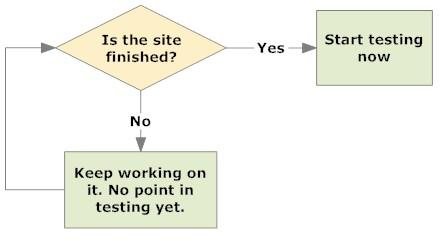 Is the site
finished?
Yes
Start testing
now
No
Keep working on
it. No point in
testing yet.